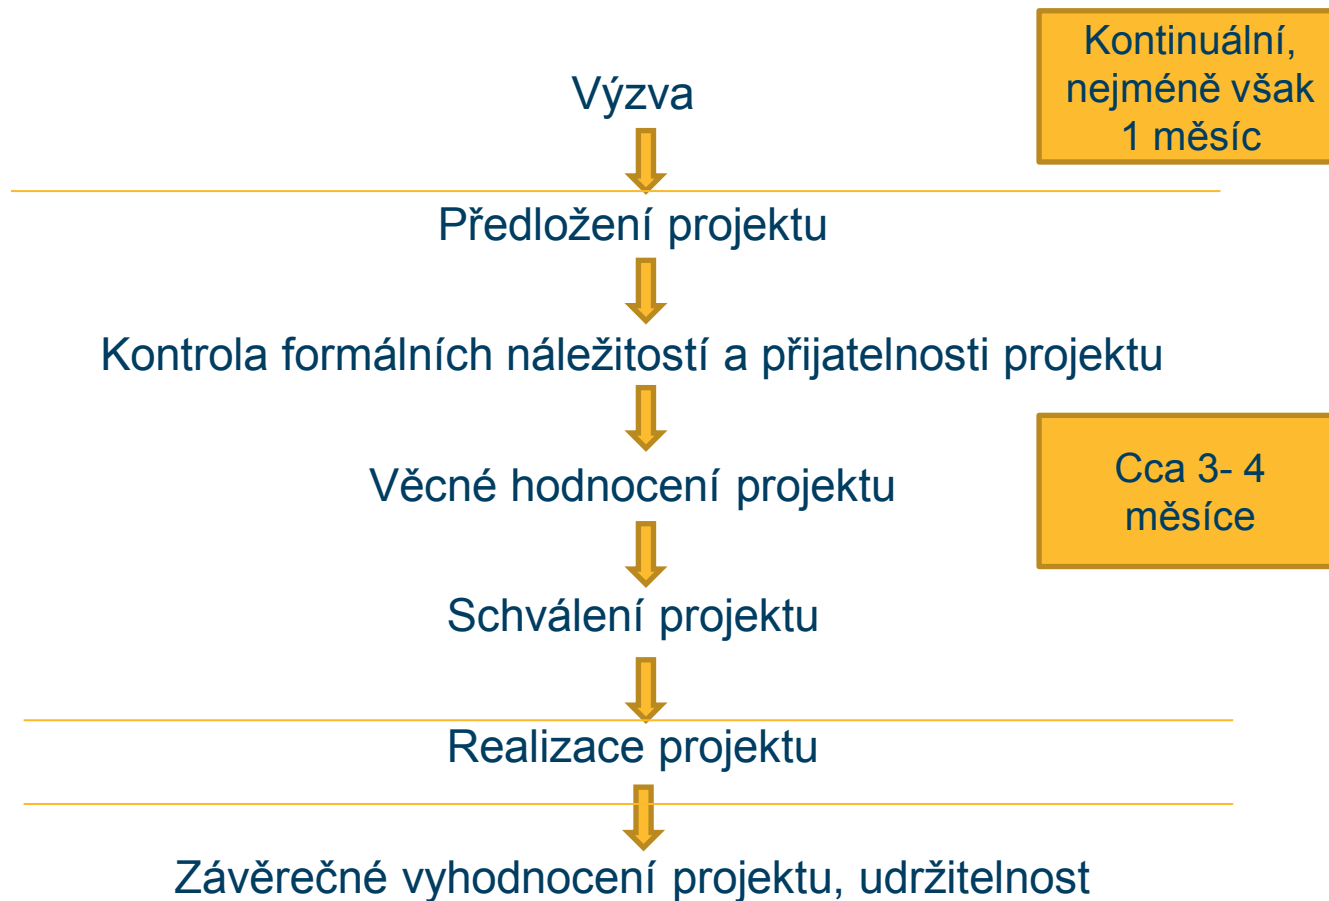 Kontinuální,
nejméně však
1 měsíc
Výzva
Předložení projektu
Kontrola formálních náležitostí a přijatelnosti projektu
Věcné hodnocení projektu
Cca 3- 4
měsíce
Schválení projektu
Realizace projektu
Závěrečné vyhodnocení projektu, udržitelnost